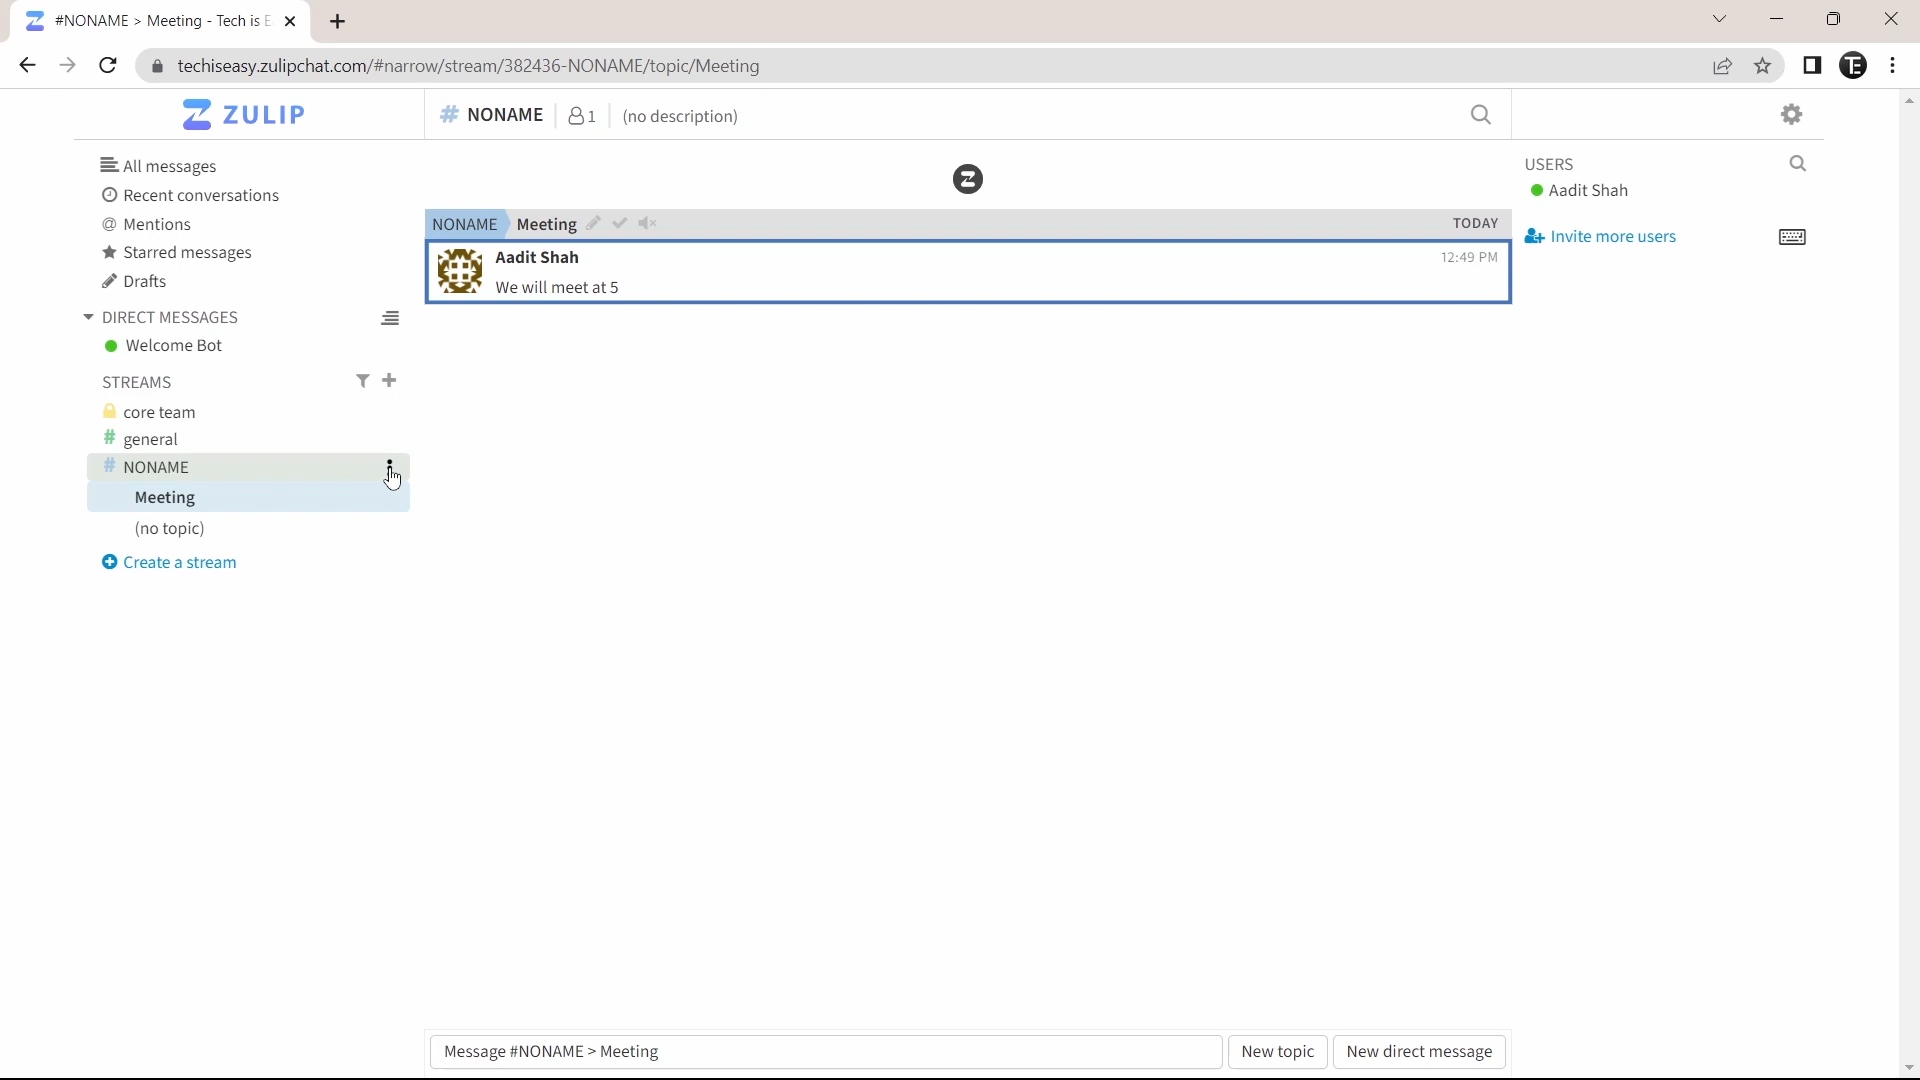 #NONAME > Meeting - Tech is E
techiseasy.zulipchat.com/#narrow/stream/382436-NONAME/topic/Meeting
TE
ZULIP
# NONAME 1 (no description)
All messages
Recent conversations
@ Mentions
Starred messages
Drafts
DIRECT MESSAGES
Welcome Bot
STREAMS
core team
# general
# NONAME
Meeting
(no topic)
Create a stream
Z
NONAME Meeting TODAY
Aadit Shah 12:49 PM
We will meet at 5
USERS
Aadit Shah
Invite more users
Message #NONAME > Meeting New topic New direct message